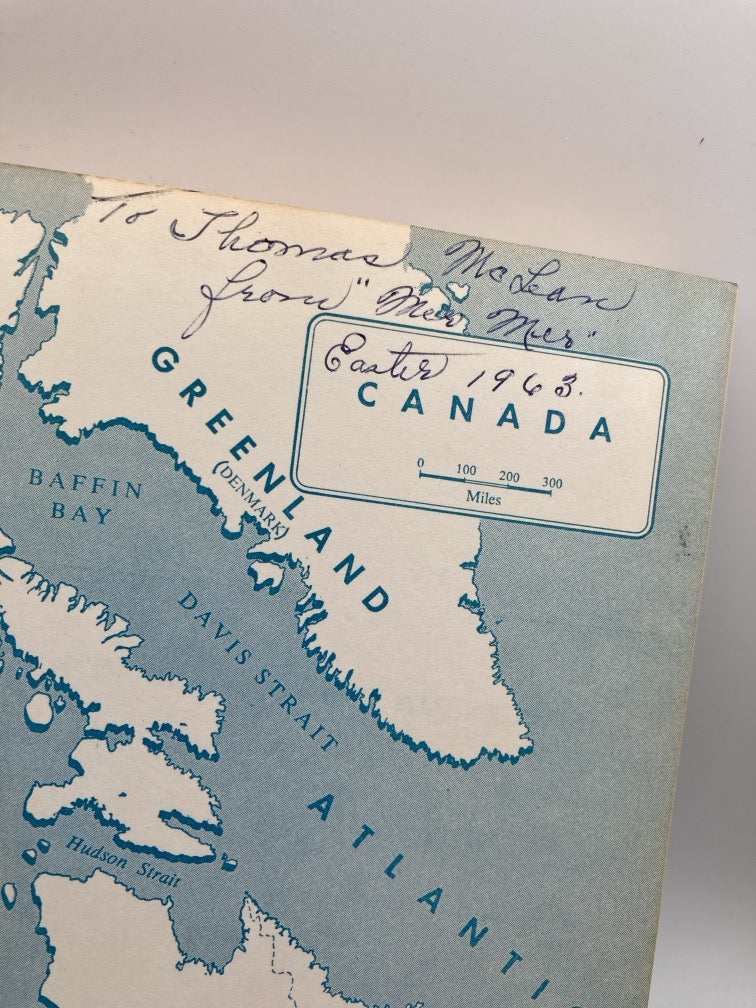 To Thomas McLean
from "Mer Mer"
Easter 1963.
CANADA
0 100 200 300
Miles
GREENLAND
(DENMARK)
BAFFIN
BAY
DAVIS STRAIT
ATLANTI
Hudson Strait